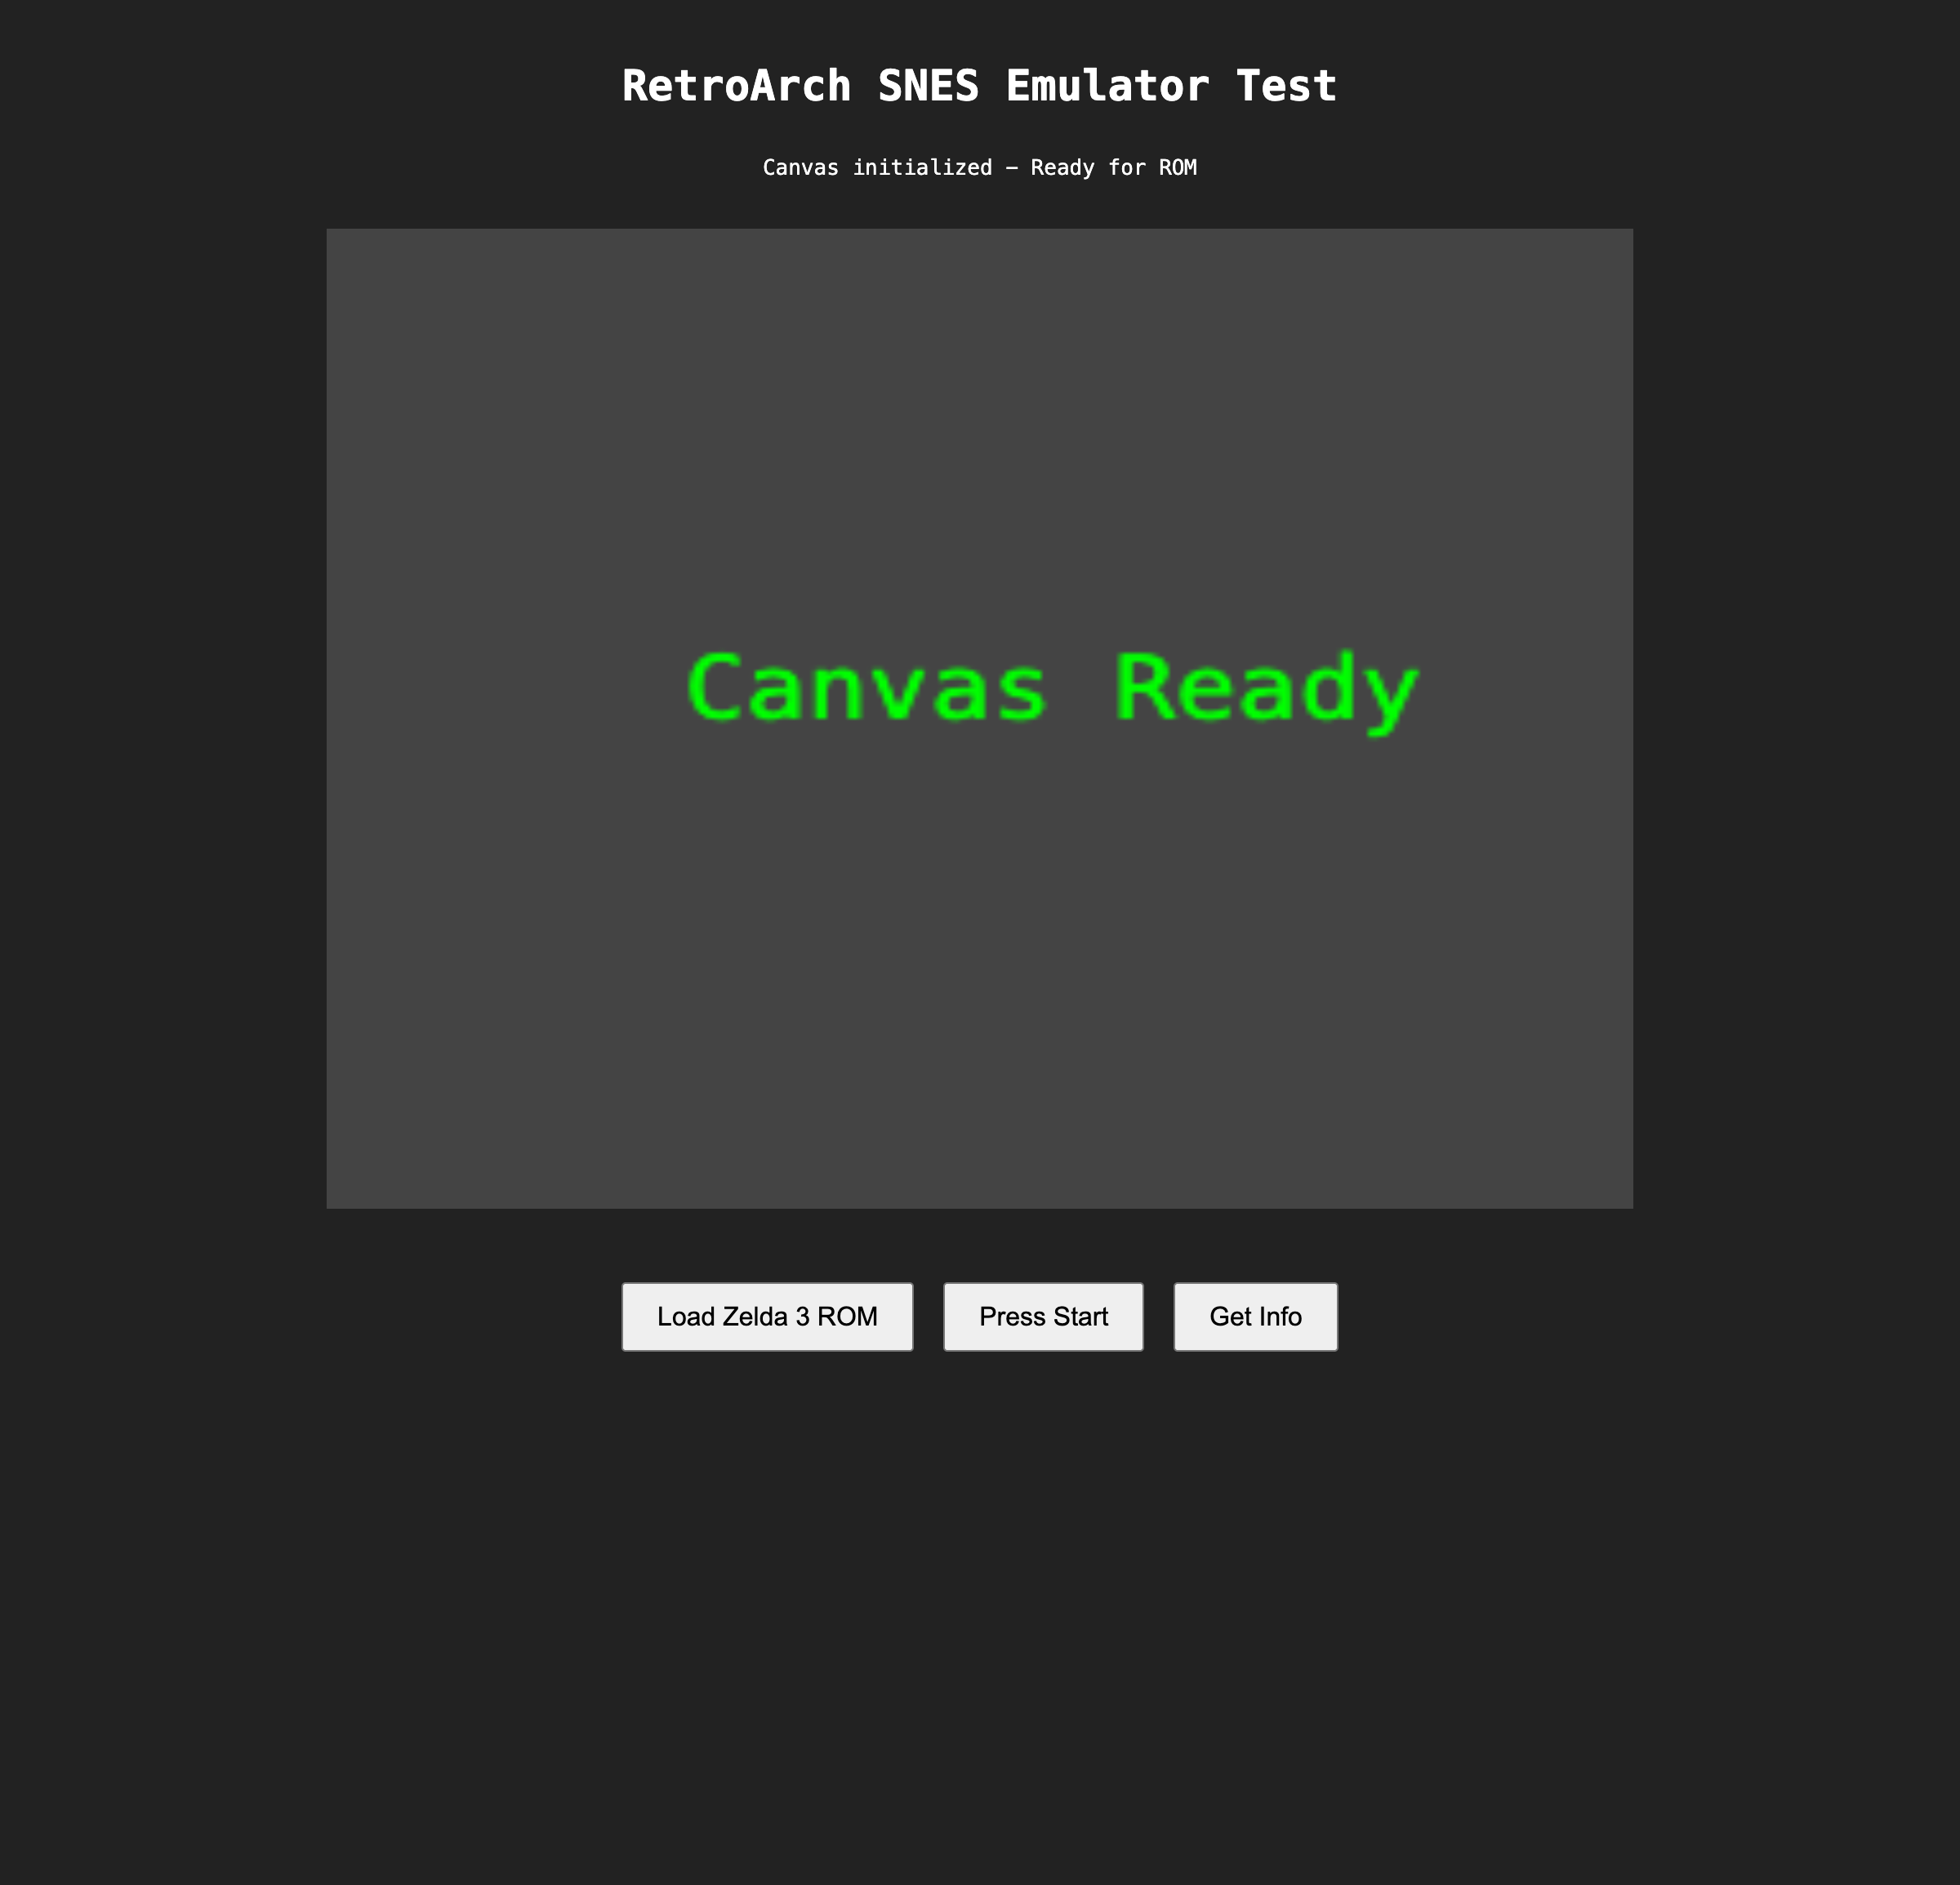 RetroArch SNES Emulator Test
Canvas initialized – Ready for ROM
Canvas Ready
Load Zelda 3 ROM
Press Start
Get Info